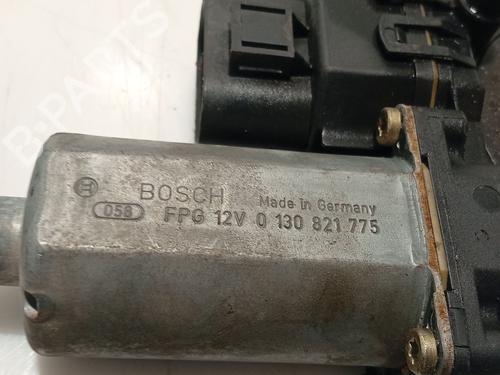 B-PARTS
BOSCH Made in Germany
058 FPG 12V 0 130 821 775